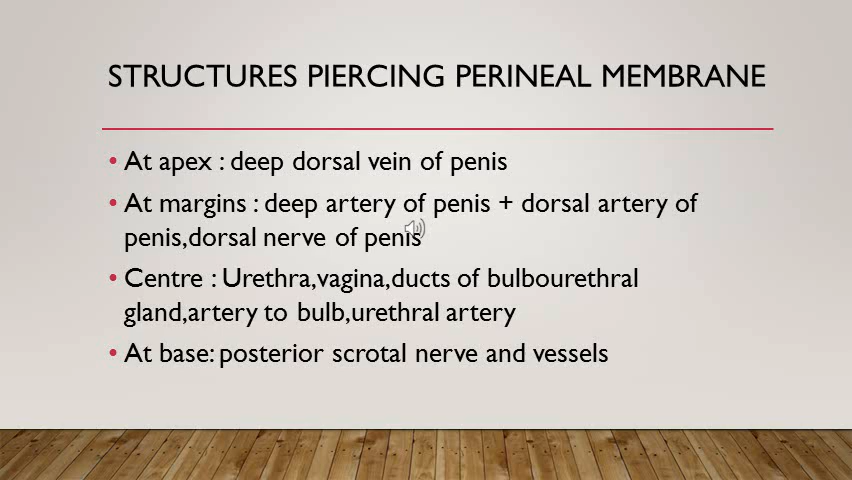 STRUCTURES PIERCING PERINEAL MEMBRANE
• At apex : deep dorsal vein of penis
• At margins : deep artery of penis + dorsal artery of
penis,dorsal nerve of penis
• Centre : Urethra,vagina,ducts of bulbourethral
gland,artery to bulb,urethral artery
• At base: posterior scrotal nerve and vessels